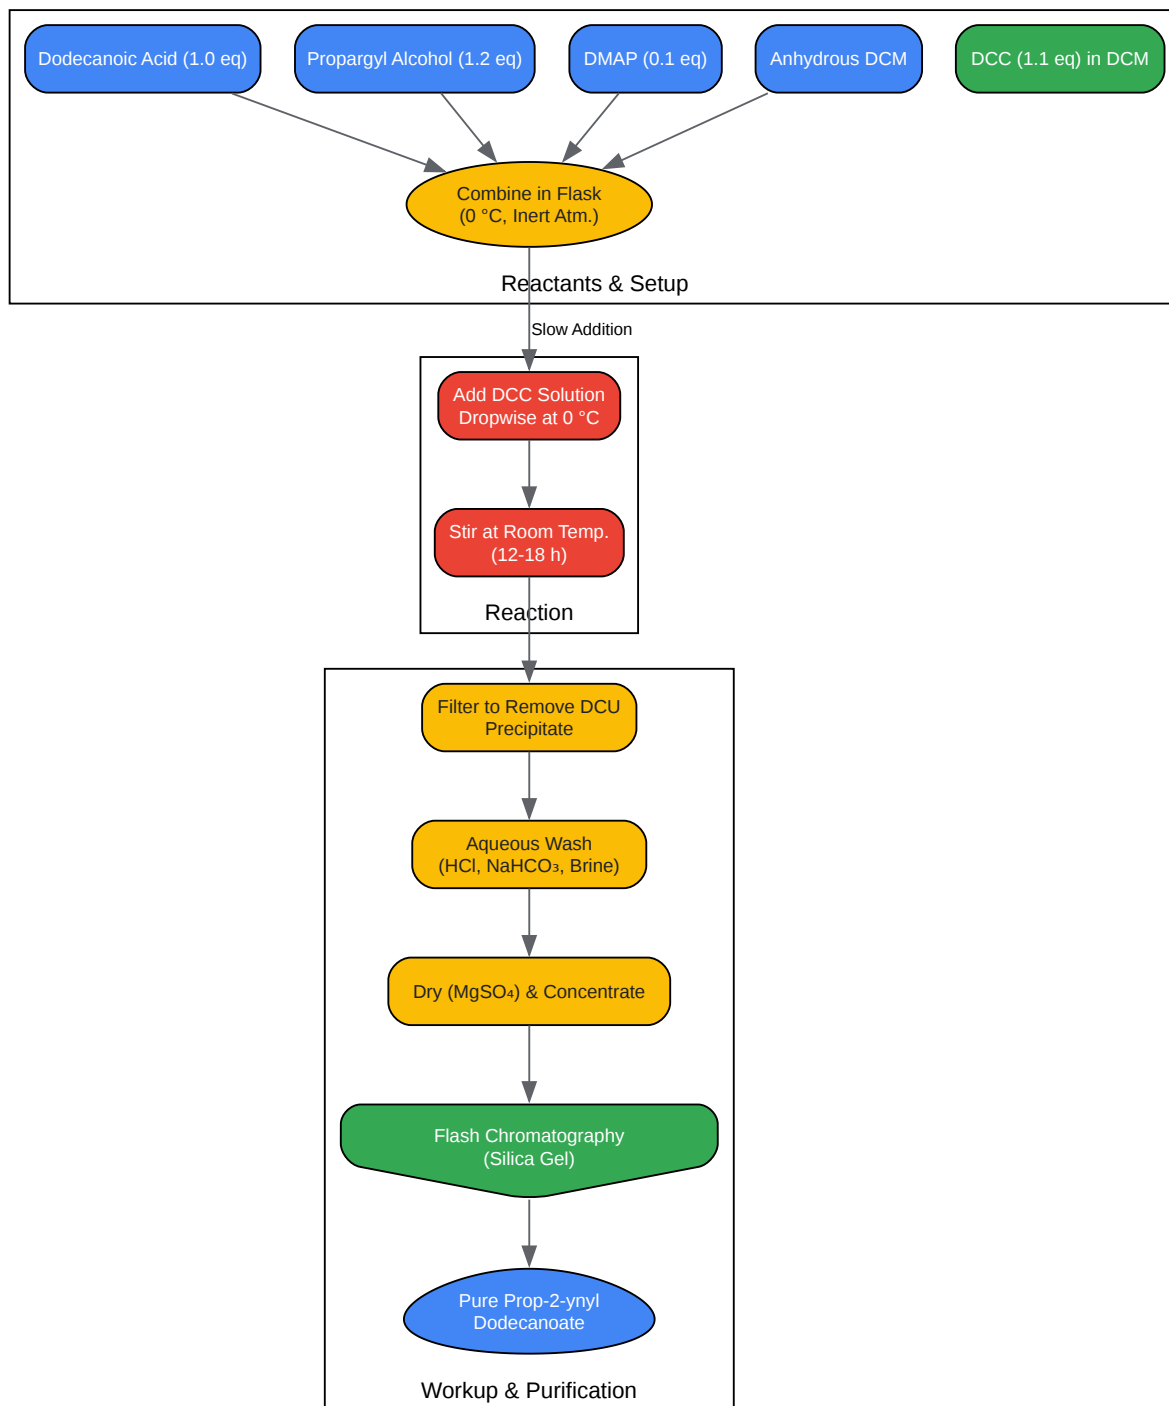 Dodecanoic Acid (1.0 eq)
Propargyl Alcohol (1.2 eq)
DMAP (0.1 eq)
Anhydrous DCM
DCC (1.1 eq) in DCM
Combine in Flask
(0 °C, Inert Atm.)
Reactants & Setup
Slow Addition
Add DCC Solution
Dropwise at 0 °C
Stir at Room Temp.
(12-18 h)
Reaction
Filter to Remove DCU
Precipitate
Aqueous Wash
(HCl, NaHCO₃, Brine)
Dry (MgSO₄) & Concentrate
Flash Chromatography
(Silica Gel)
Pure Prop-2-ynyl
Dodecanoate
Workup & Purification